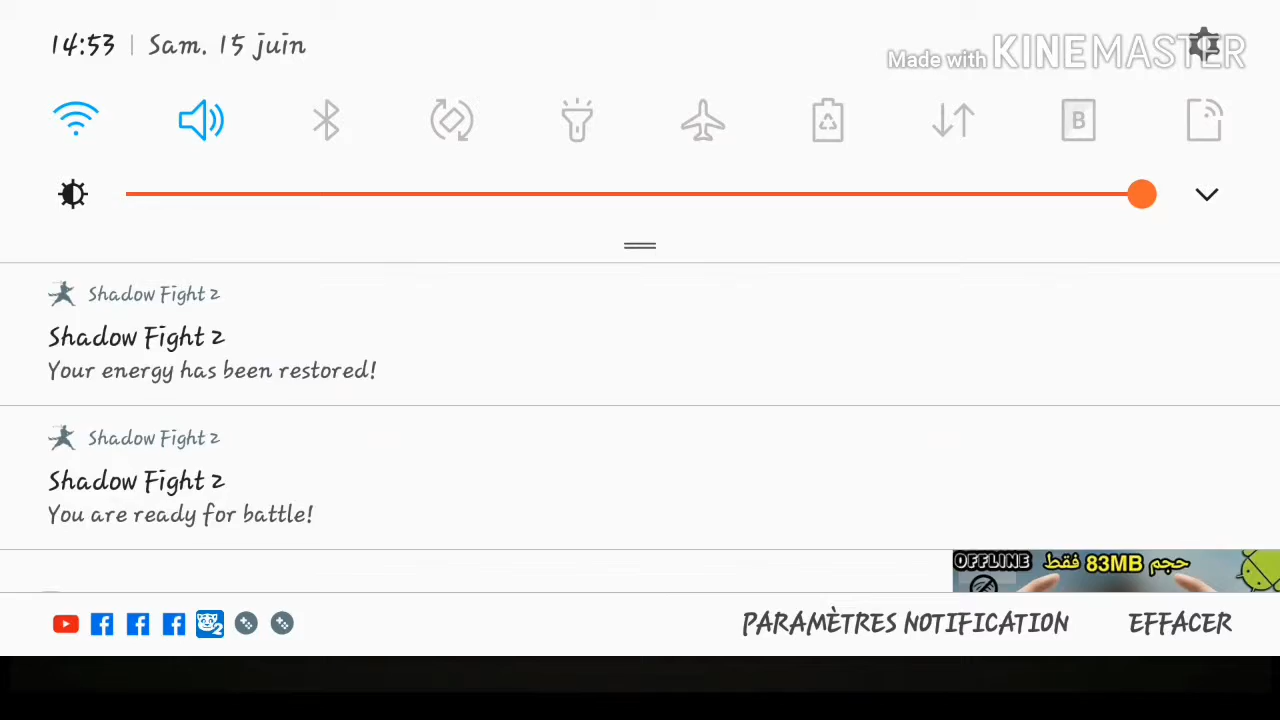 14:53 | Sam. 15 juin
Made with KINEMASTER
B
Shadow Fight 2
Shadow Fight 2
Your energy has been restored!
Shadow Fight 2
Shadow Fight 2
You are ready for battle!
OFFLINE حجم 83MB فقط
2
PARAMÈTRES NOTIFICATION EFFACER